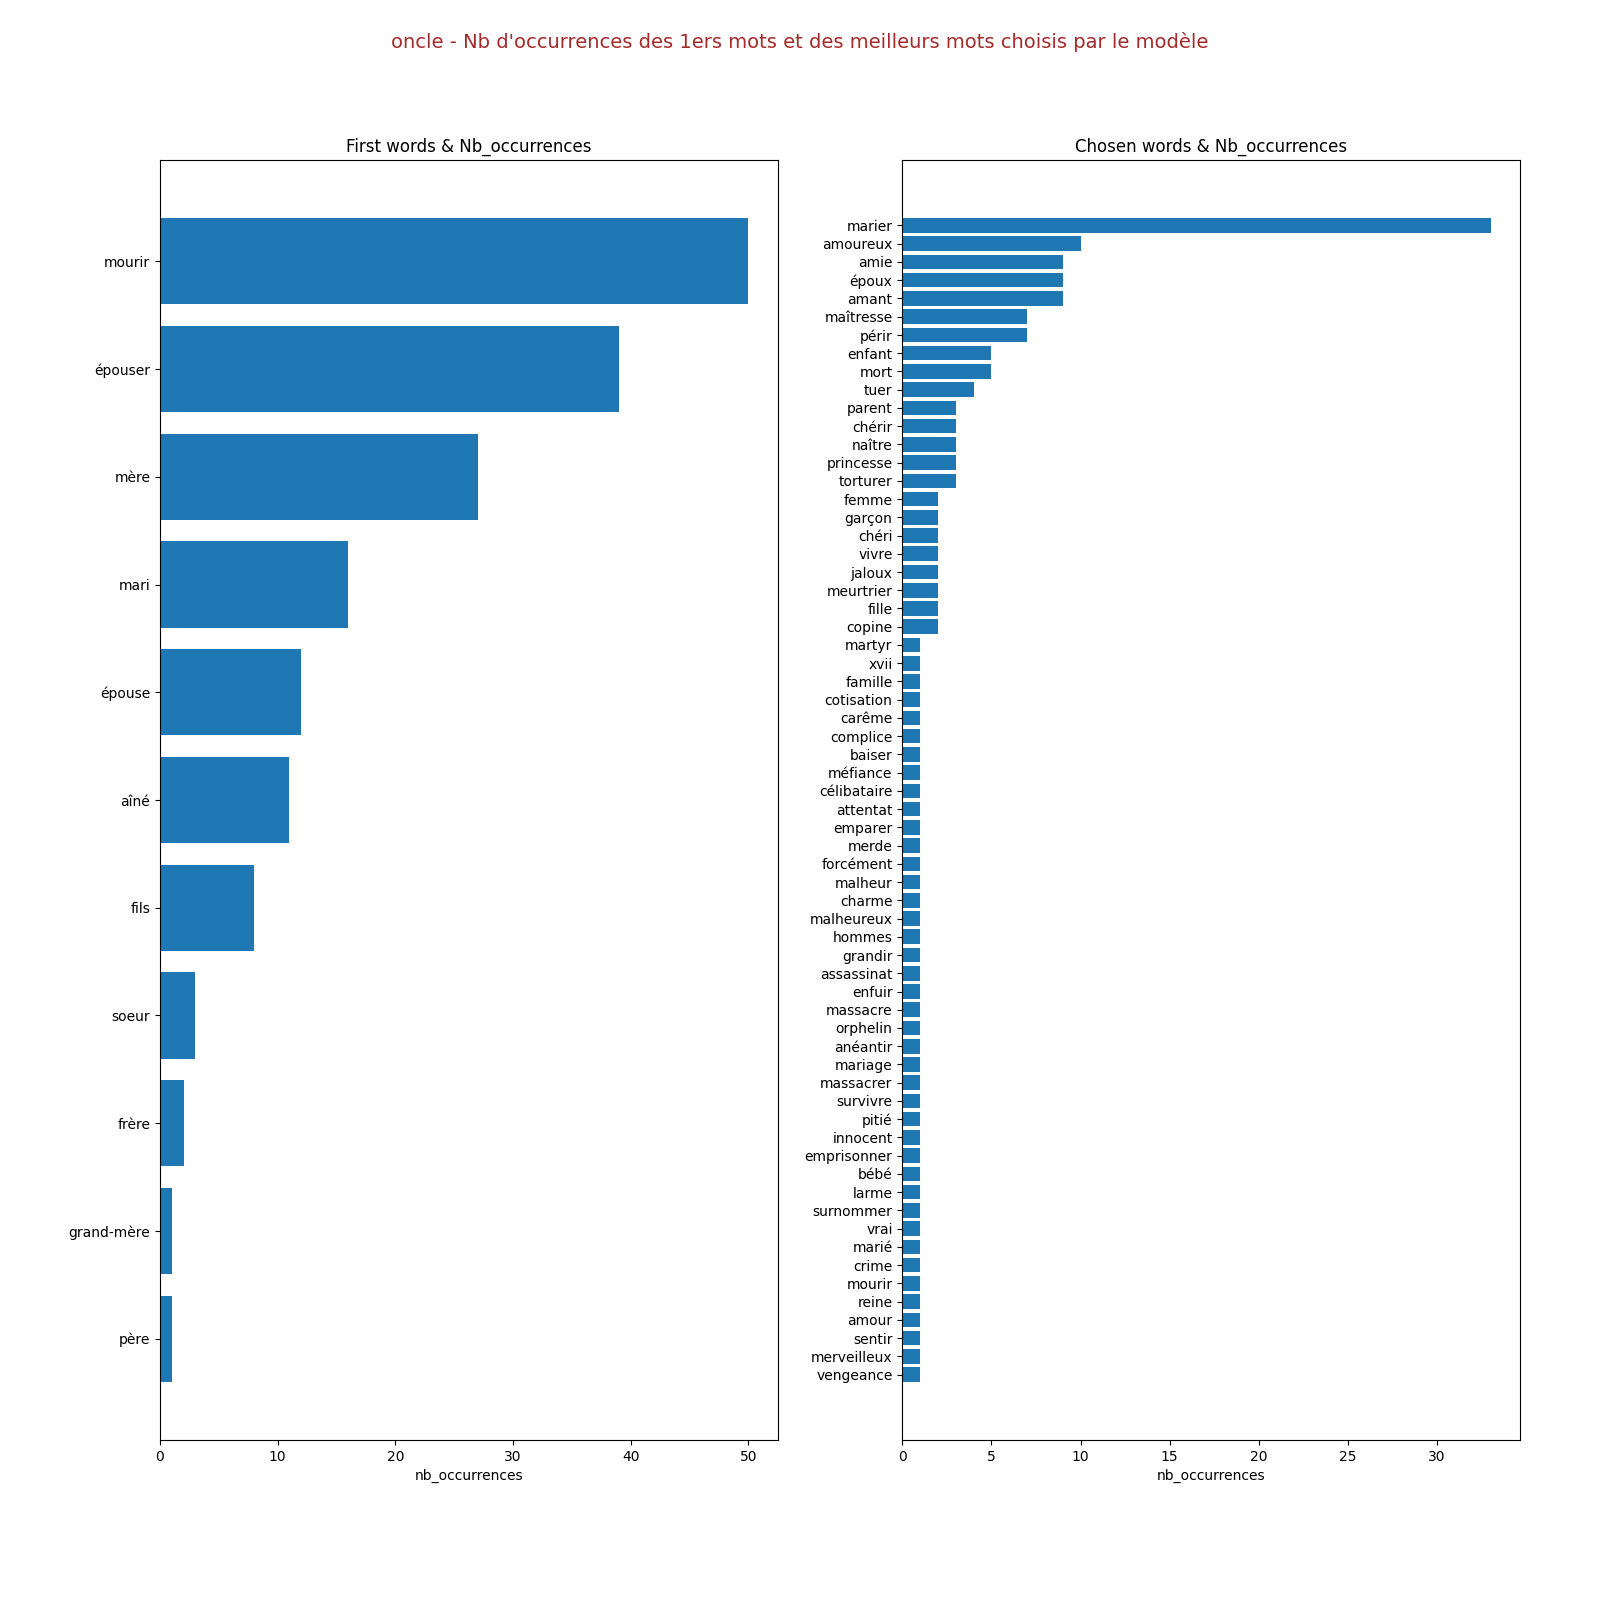 oncle - Nb d'occurrences des 1ers mots et des meilleurs mots choisis par le modèle
First words & Nb_occurrences
mourir
épouser
mère
mari
épouse
aîné
fils
soeur
frère
grand-mère
père
0 10 20 30 40 50
nb_occurrences
Chosen words & Nb_occurrences
marier
amoureux
amie
époux
amant
maîtresse
périr
enfant
mort
tuer
parent
chérir
naître
princesse
torturer
femme
garçon
chéri
vivre
jaloux
meurtrier
fille
copine
martyr
xvii
famille
cotisation
carême
complice
baiser
méfiance
célibataire
attentat
emparer
merde
forcément
malheur
charme
malheureux
hommes
grandir
assassinat
enfuir
massacre
orphelin
anéantir
mariage
massacrer
survivre
pitié
innocent
emprisonner
bébé
larme
surnommer
vrai
marié
crime
mourir
reine
amour
sentir
merveilleux
vengeance
0 5 10 15 20 25 30
nb_occurrences